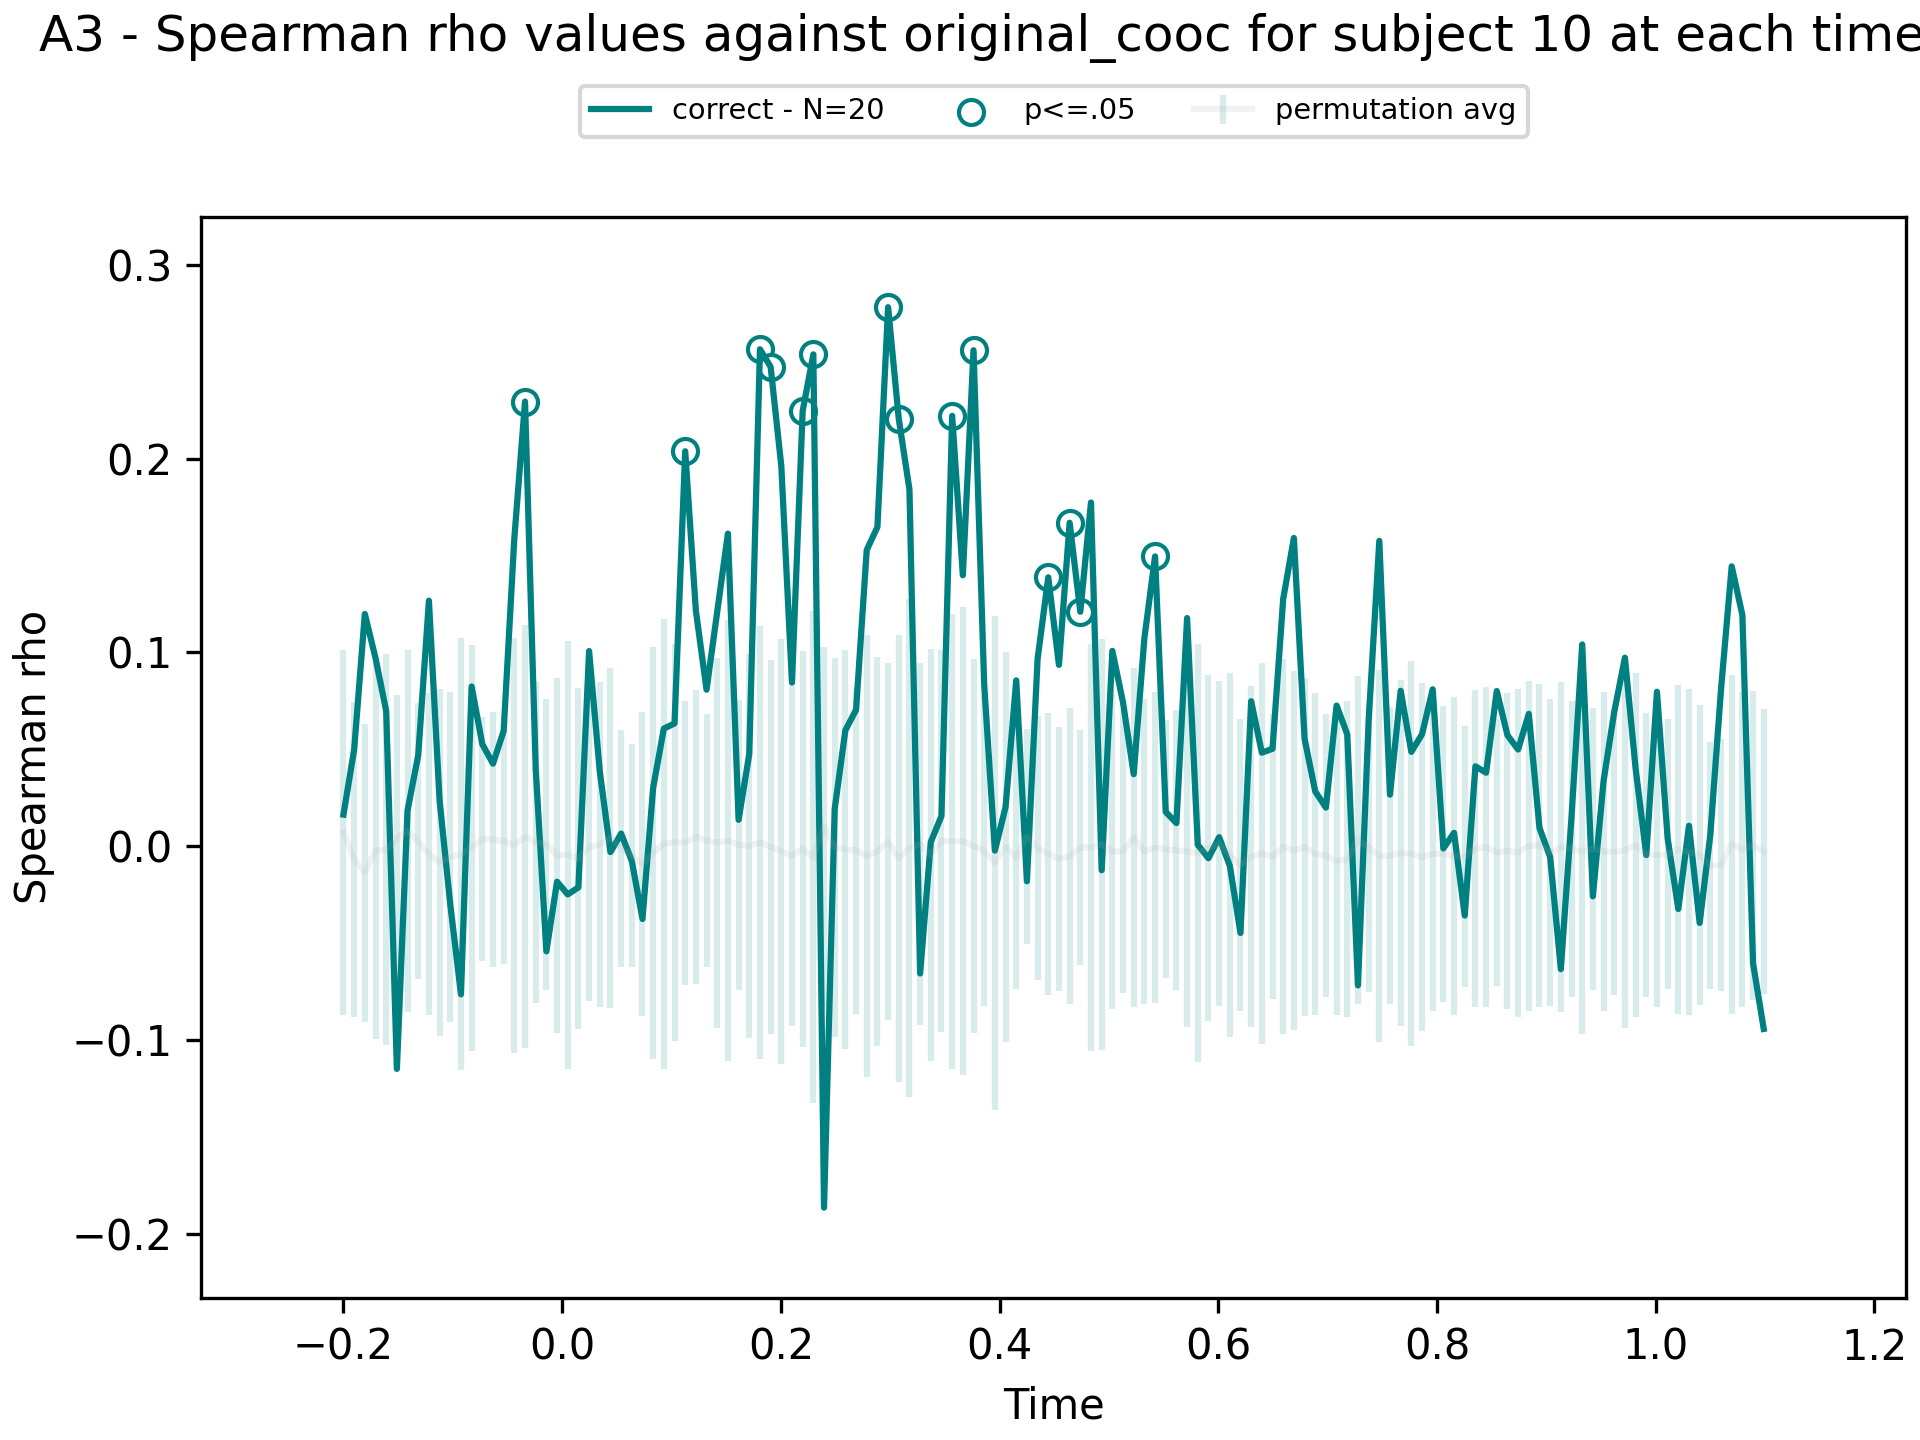 A3 - Spearman rho values against original_cooc for subject 10 at each time
correct - N=20 p<=.05 permutation avg
Spearman rho
0.3
0.2
0.1
0.0
−0.1
−0.2
−0.2 0.0 0.2 0.4 0.6 0.8 1.0 1.2
Time